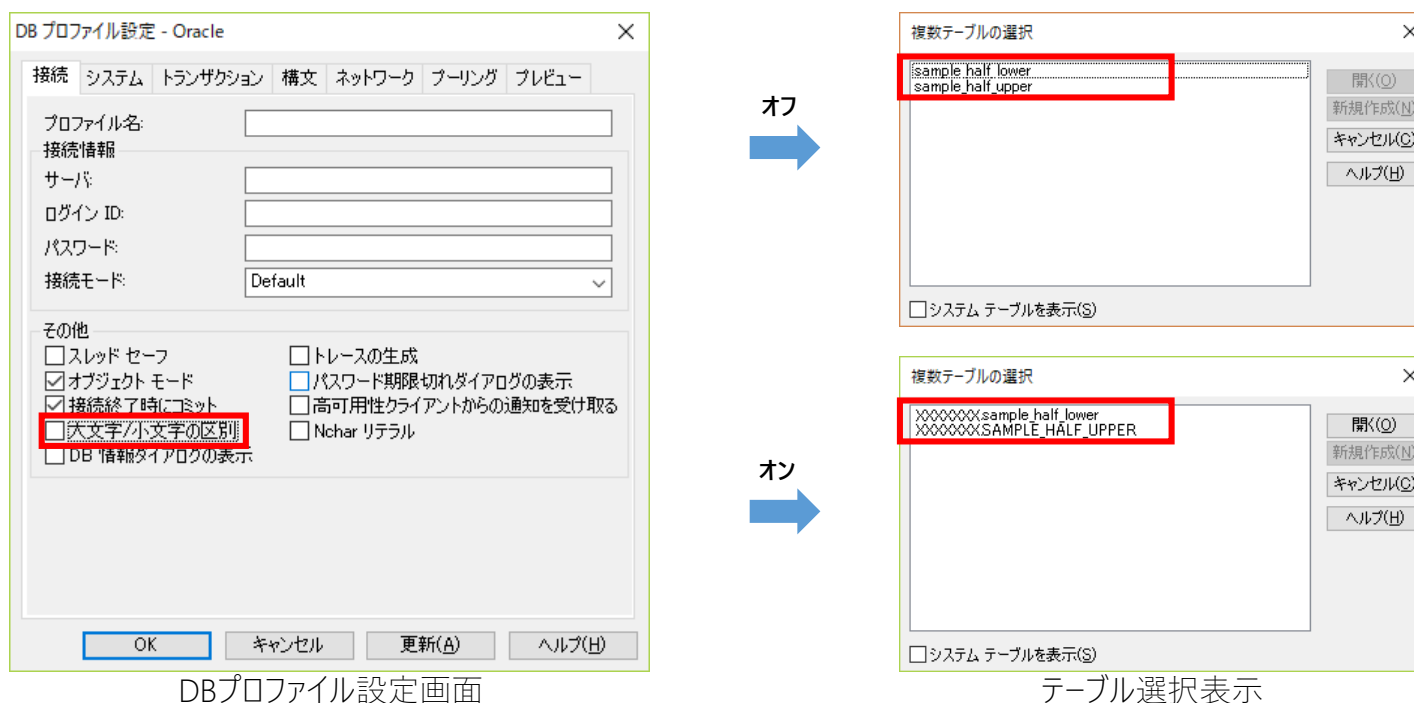 DB プロファイル設定 - Oracle
接続 システム トランザクション 構文 ネットワーク プーリング プレビュー
プロファイル名:
接続情報
サーバ:
ログイン ID:
パスワード:
接続モード: Default
その他
スレッド セーフ
オブジェクト モード
接続終了時にコミット
大文字/小文字の区別
DB 情報ダイアログの表示
トレースの生成
パスワード期限切れダイアログの表示
高可用性クライアントからの通知を受け取る
Nchar リテラル
OK キャンセル 更新(A) ヘルプ(H)
DBプロファイル設定画面
オフ
オン
複数テーブルの選択
sample_half_lower
sample_half_upper
開く(O)
新規作成(N)
キャンセル(C)
ヘルプ(H)
システム テーブルを表示(S)
複数テーブルの選択
XXXXXXX.sample_half_lower
XXXXXXX.SAMPLE_HALF_UPPER
開く(O)
新規作成(N)
キャンセル(C)
ヘルプ(H)
システム テーブルを表示(S)
テーブル選択表示